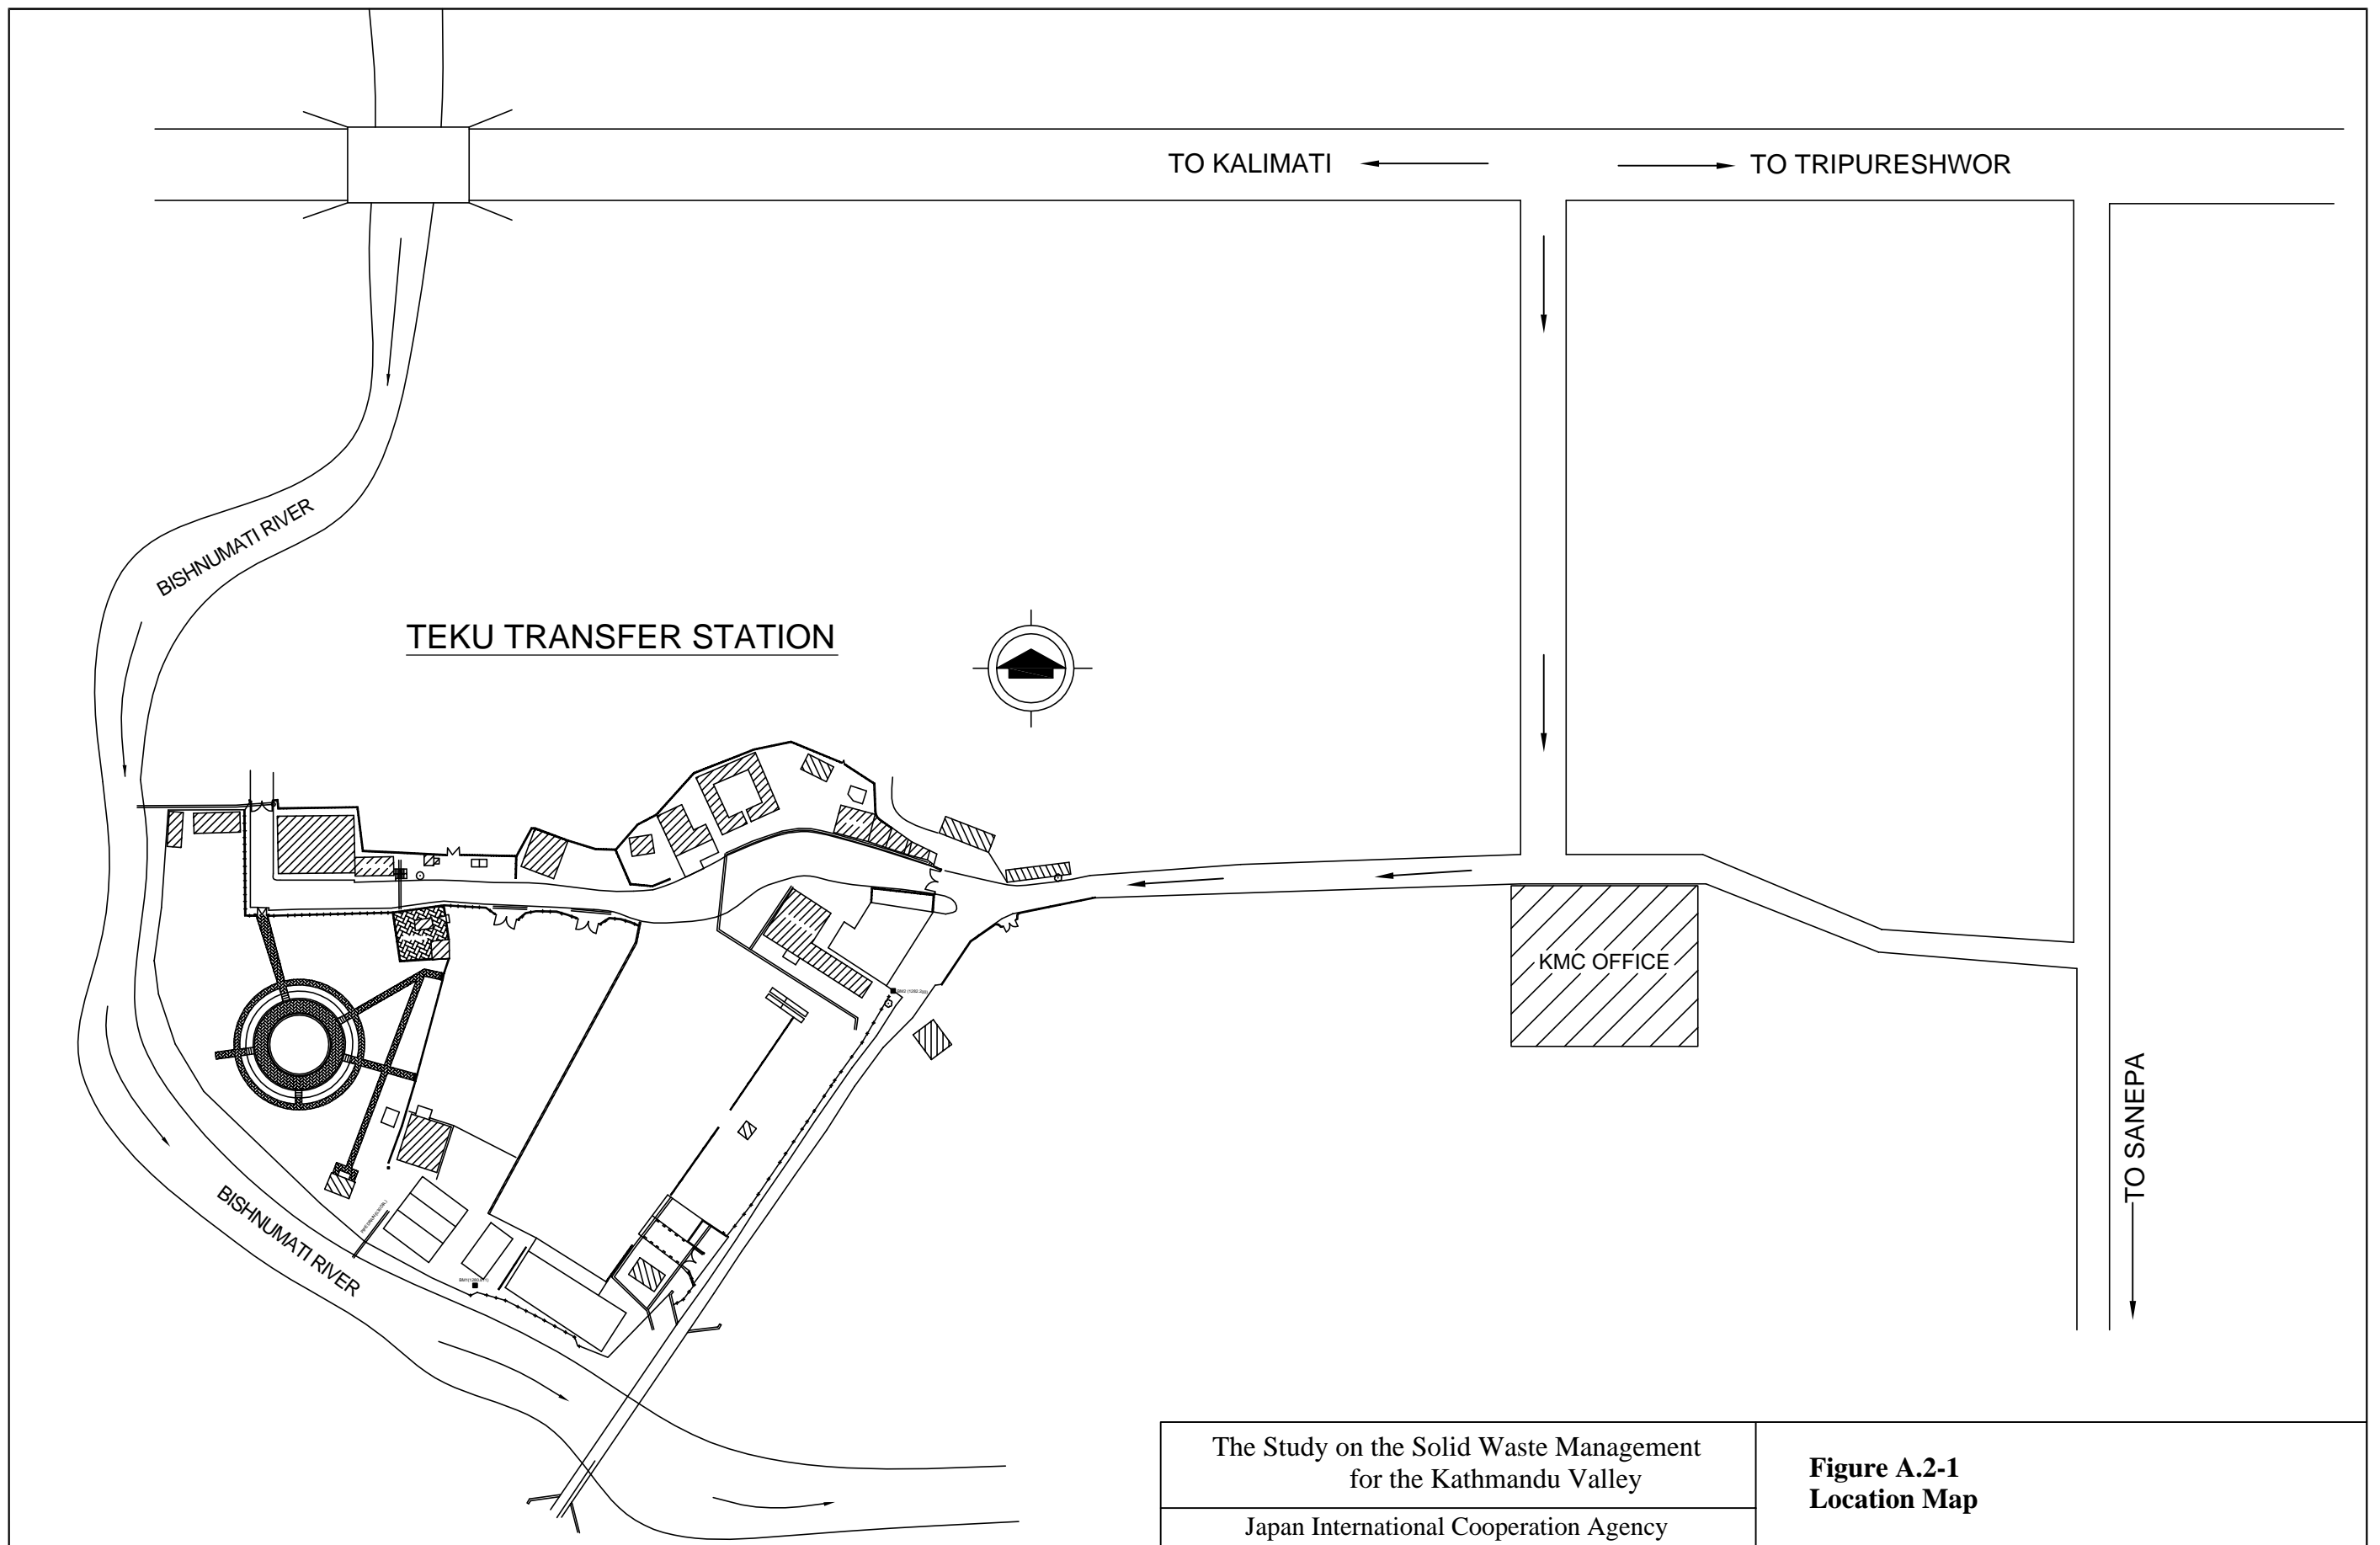 TO KALIMATI
TO TRIPURESHWOR
BISHNUMATI RIVER
TEKU TRANSFER STATION
KMC OFFICE
TO SANEPA
BISHNUMATI RIVER
The Study on the Solid Waste Management
for the Kathmandu Valley
Japan International Cooperation Agency
Figure A.2-1
Location Map